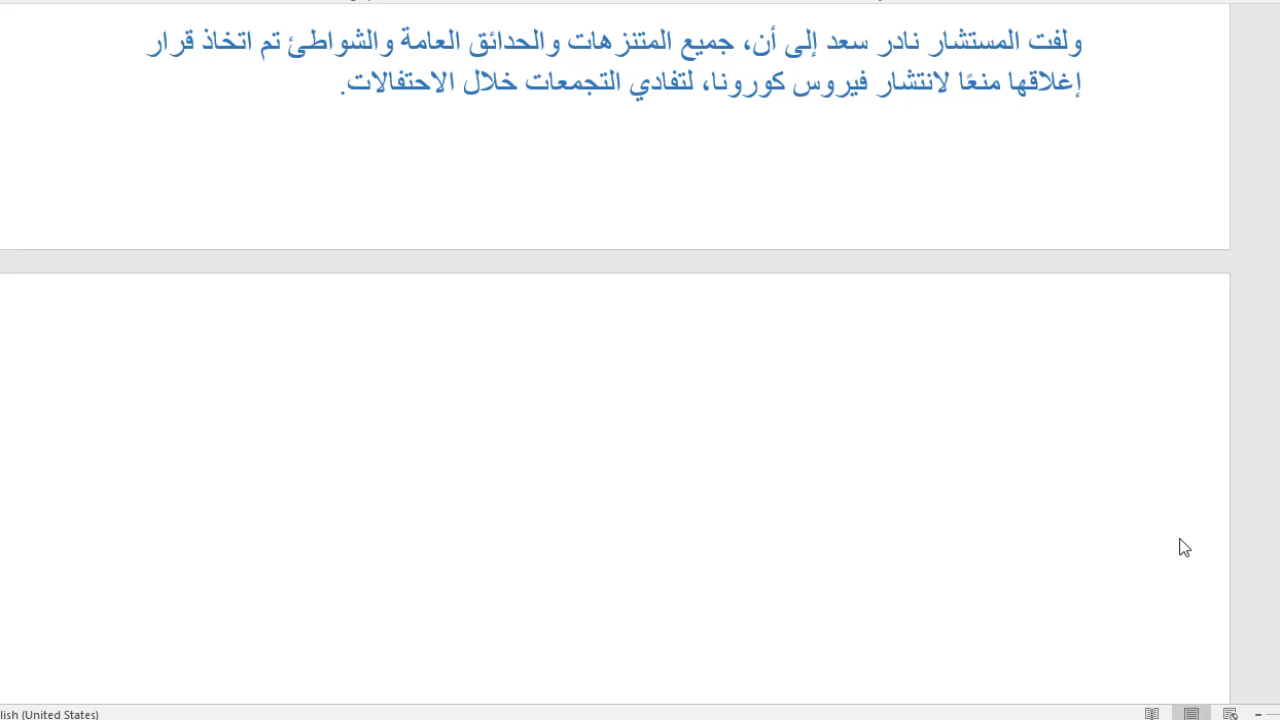 ولفت المستشار نادر سعد إلى أن، جميع المتنزهات والحدائق العامة والشواطئ تم اتخاذ قرار
إغلاقها منعًا لانتشار فيروس كورونا، لتفادي التجمعات خلال الاحتفالات.
lish (United States)